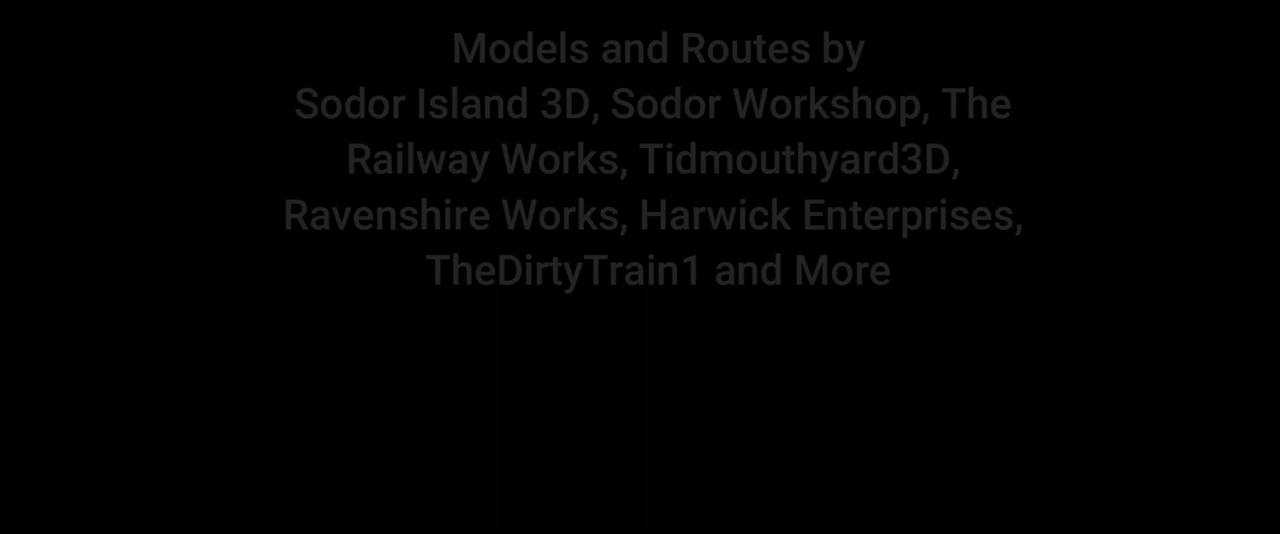 Models and Routes by
Sodor Island 3D, Sodor Workshop, The
Railway Works, Tidmouthyard3D,
Ravenshire Works, Harwick Enterprises,
TheDirtyTrain1 and More